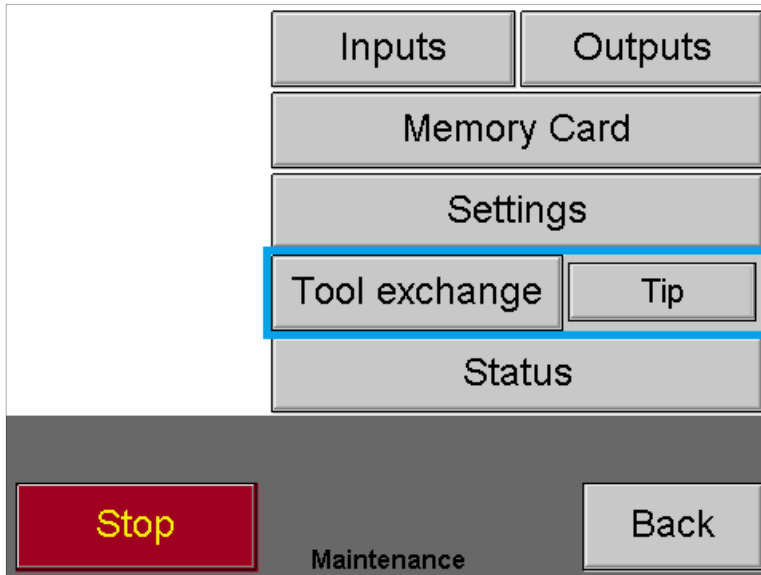 Inputs Outputs
Memory Card
Settings
Tool exchange Tip
Status
Stop
Maintenance
Back